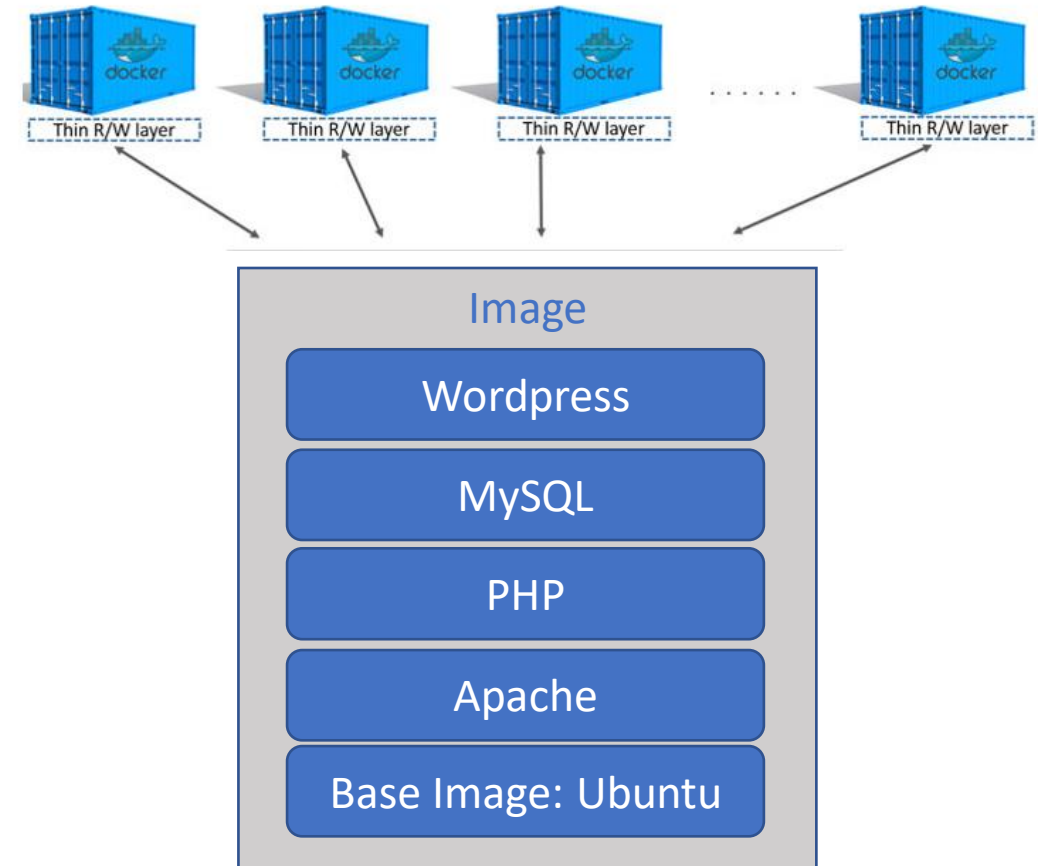 docker docker docker docker
Thin R/W layer Thin R/W layer Thin R/W layer Thin R/W layer
......
Image
Wordpress
MySQL
PHP
Apache
Base Image: Ubuntu